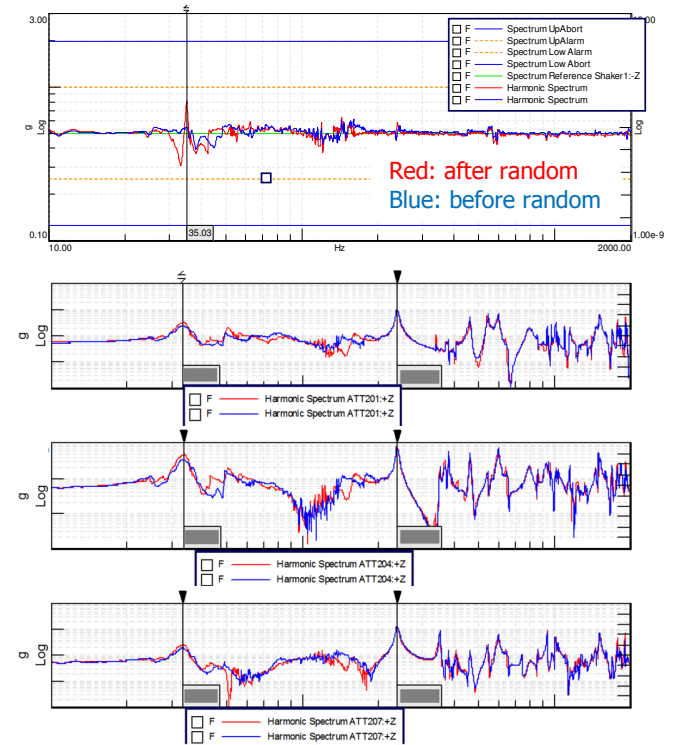 3.00
F Spectrum UpAbort
F Spectrum UpAlarm
F Spectrum Low Alarm
F Spectrum Low Abort
F Spectrum Reference Shaker1:-Z
F Harmonic Spectrum
F Harmonic Spectrum
g
Log
Log
Red: after random
Blue: before random
0.10
35.03
1.00e-9
10.00
Hz
2000.00
g
Log
F Harmonic Spectrum ATT201:+Z
F Harmonic Spectrum ATT201:+Z
g
Log
F Harmonic Spectrum ATT204:+Z
F Harmonic Spectrum ATT204:+Z
g
Log
F Harmonic Spectrum ATT207:+Z
F Harmonic Spectrum ATT207:+Z